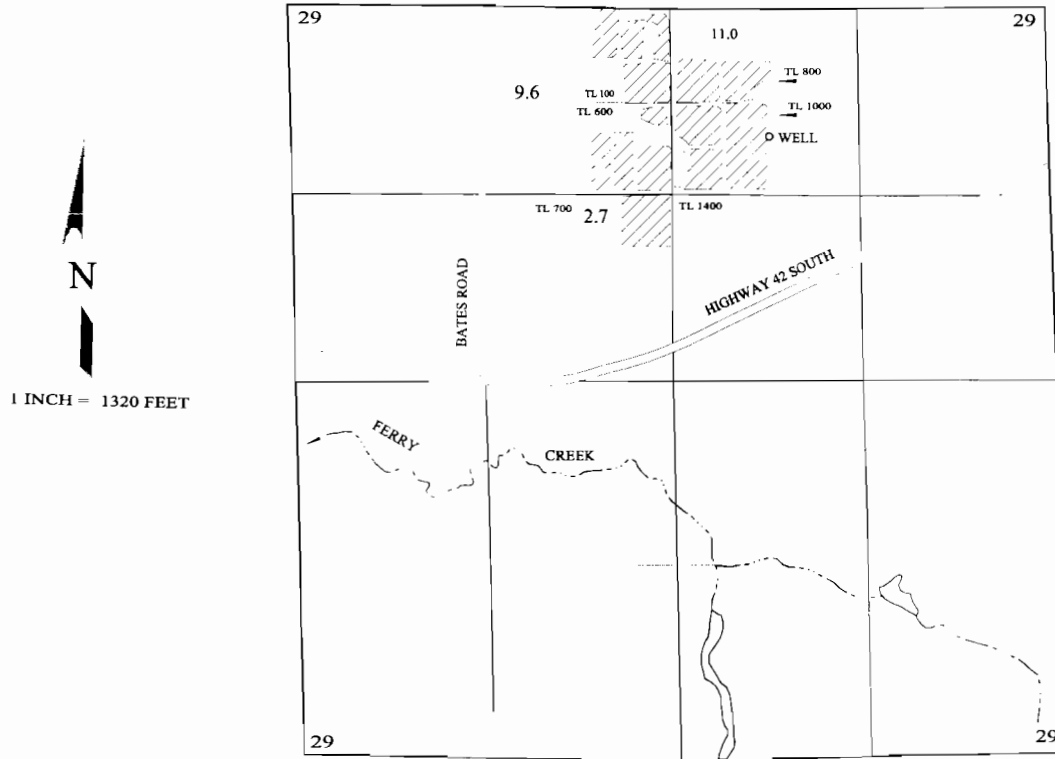 29
29
11.0
TL 800
9.6
TL 100
TL 1000
TL 600
WELL
TL 700
2.7
TL 1400
N
BATES ROAD
HIGHWAY 42 SOUTH
1 INCH = 1320 FEET
FERRY
CREEK
29
29